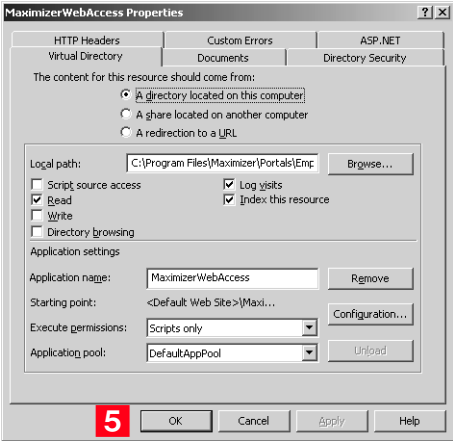 MaximizerWebAccess Properties
HTTP Headers Custom Errors ASP.NET
Virtual Directory Documents Directory Security
The content for this resource should come from:
A directory located on this computer
A share located on another computer
A redirection to a URL
Local path: C:\Program Files\Maximizer\Portals\Emp Browse...
Script source access Log visits
Read Index this resource
Write
Directory browsing
Application settings
Application name: MaximizerWebAccess Remove
Starting point: <Default Web Site>\Maxi... Configuration...
Execute permissions: Scripts only
Application pool: DefaultAppPool Unload
5 OK Cancel Apply Help